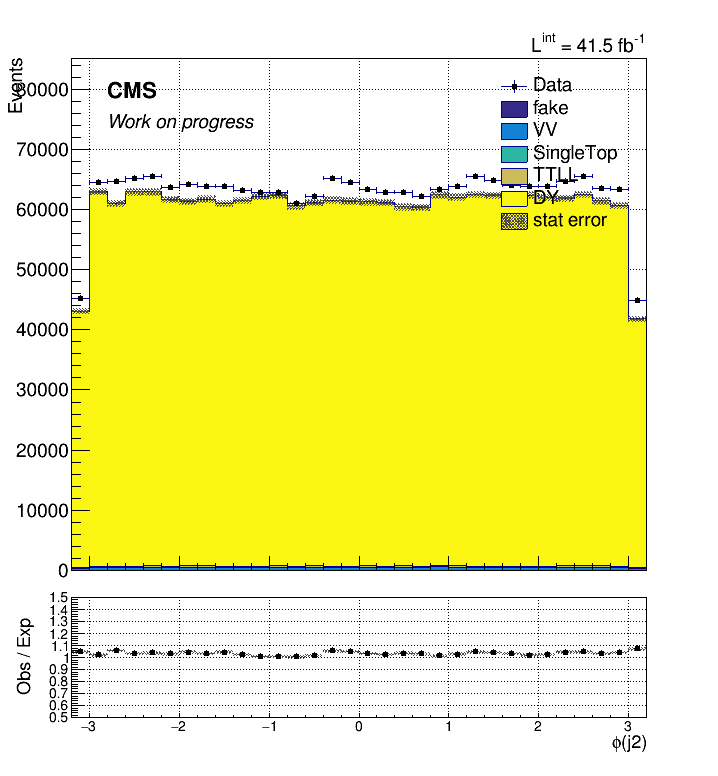 L^int = 41.5 fb^-1
Events
CMS
Work on progress
Data
fake
VV
SingleTop
TTLL
DY
stat error
80000
70000
60000
50000
40000
30000
20000
10000
0
Obs / Exp
1.5
1.4
1.3
1.2
1.1
1
0.9
0.8
0.7
0.6
0.5
−3 −2 −1 0 1 2 3
ϕ(j2)